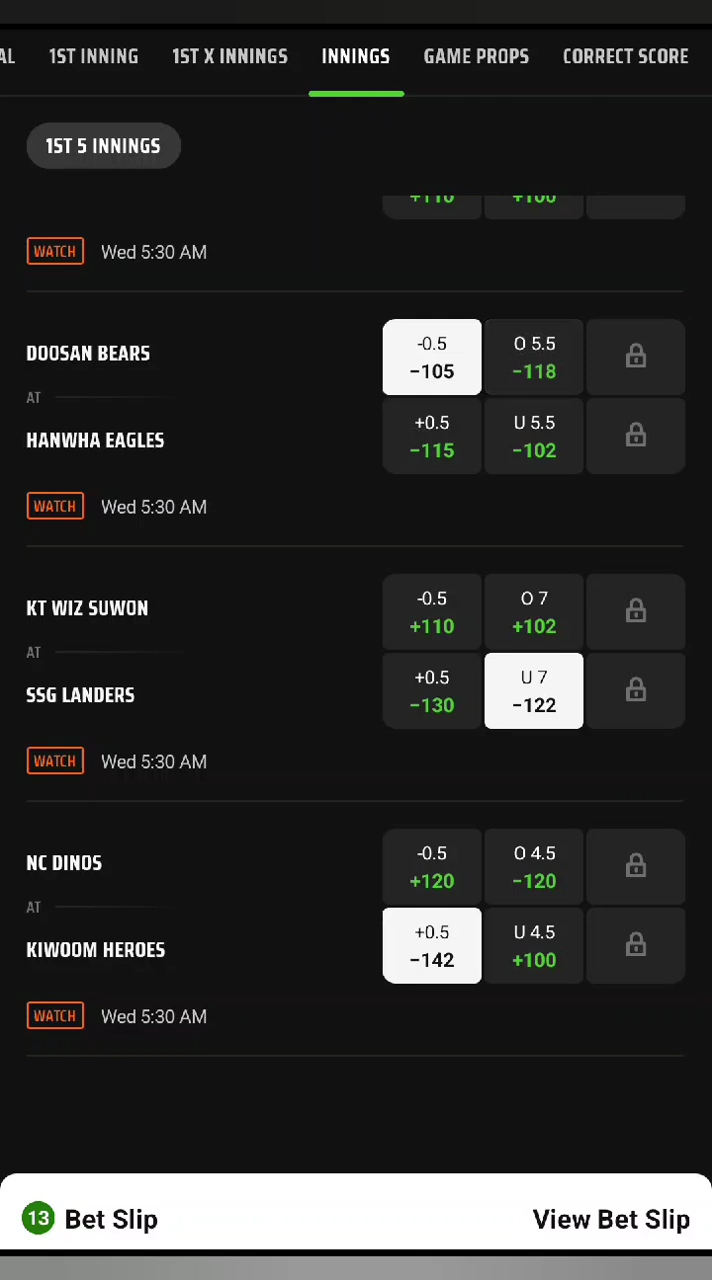 AL 1ST INNING 1ST X INNINGS INNINGS GAME PROPS CORRECT SCORE
1ST 5 INNINGS
+110 +100
WATCH Wed 5:30 AM
-0.5 O 5.5
DOOSAN BEARS
−105 −118
AT
+0.5 U 5.5
HANWHA EAGLES
−115 −102
WATCH Wed 5:30 AM
-0.5 O 7
KT WIZ SUWON
+110 +102
AT
+0.5 U 7
SSG LANDERS
−130 −122
WATCH Wed 5:30 AM
-0.5 O 4.5
NC DINOS
+120 −120
AT
+0.5 U 4.5
KIWOOM HEROES
−142 +100
WATCH Wed 5:30 AM
13 Bet Slip View Bet Slip